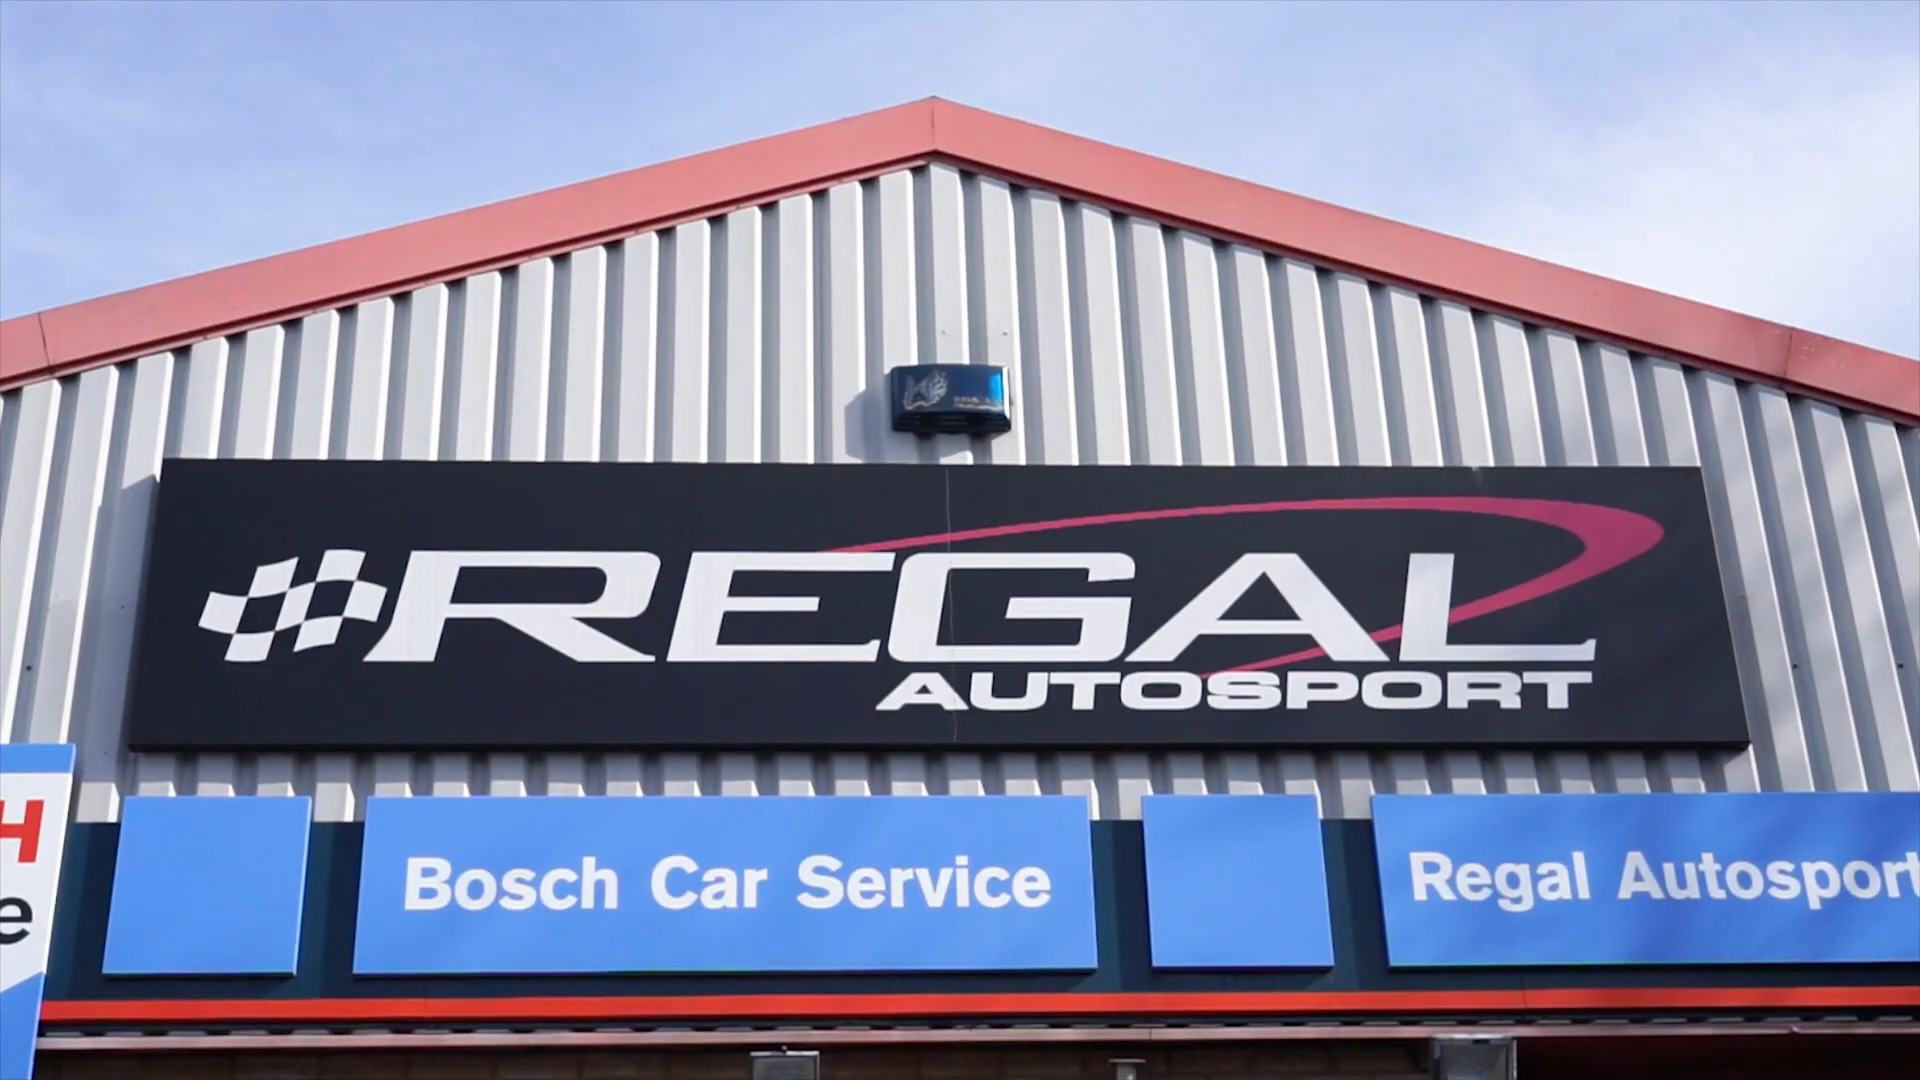 REGAL
AUTOSPORT
H
e
Bosch Car Service
Regal Autosport